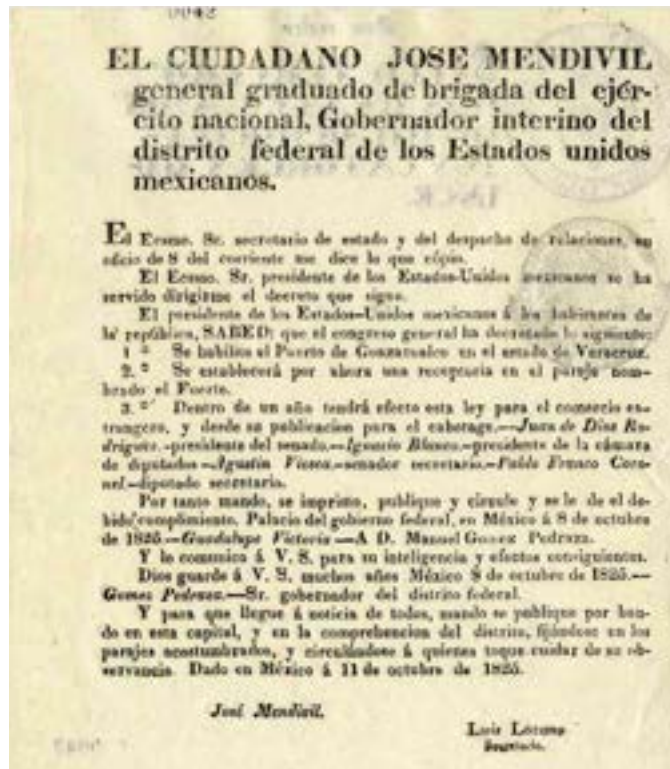 EL CIUDADANO JOSE MENDIVIL
general graduado de brigada del ejér-
cito nacional, Gobernador interino del
distrito federal de los Estados unidos
mexicanos.
El Ecsmo. Sr. secretario de estado y del despacho de relaciones, en
oficio de 8 del corriente me dice lo que cópio.
El Ecsmo. Sr. presidente de los Estados-Unidos mexicanos se ha
servido dirigirme el decreto que sigue.
El presidente de los Estados-Unidos mexicanos á los habitantes de
la república, SABED: que el congreso general ha decretado lo siguiente:
1 ª Se habilita el Puerto de Goazacoalco en el estado de Veracruz.
2. ª Se establecerá por ahora una receptoria en el parage nom-
brado el Fuerte.
3. ª Dentro de un año tendrá efecto esta ley para el comercio es-
trangero, y desde su publicacion para el cabotage.—Juan de Dios Ro-
driguez.-presidente del senado.—Ignacio Blanco.-presidente de la cámara
de diputados—Agustin Viesca.-senador secretario.—Pablo Franco Coro-
nel.—diputado secretario.
Por tanto mando, se imprima, publique y circule y se le de el de-
bido cumplimiento. Palacio del gobierno federal, en México á 8 de octubre
de 1825.—Guadalupe Victoria—A D. Manuel Gomez Pedraza.
Y lo comunico á V. S. para su inteligencia y efectos consiguientes.
Dios guarde á V. S. muchos años México 8 de octubre de 1825.—
Gomez Pedraza.—Sr. gobernador del distrito federal.
Y para que llegue á noticia de todos, mando se publique por ban-
do en esta capital, y en la comprehencion del distrito, fijándose en los
parajes acostumbrados, y circulándose á quienes toque cuidar de su ob-
servancia. Dado en México á 11 de octubre de 1825.
José Mendivil.
Luis Lozano
Secretario.